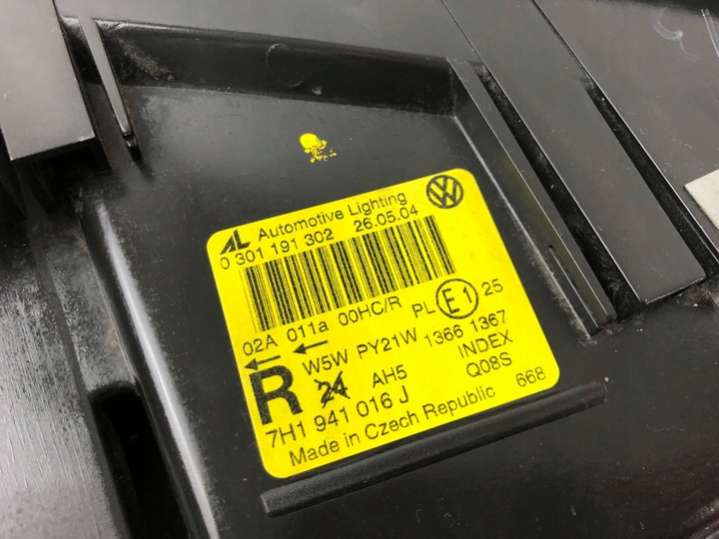 AL Automotive Lighting
0 301 191 302 26.05.04
02A 011a 00HC/R PL E1 25
W5W PY21W 1366 1367
R 24 AH5 INDEX
7H1 941 016 J Q08S
Made in Czech Republic 668